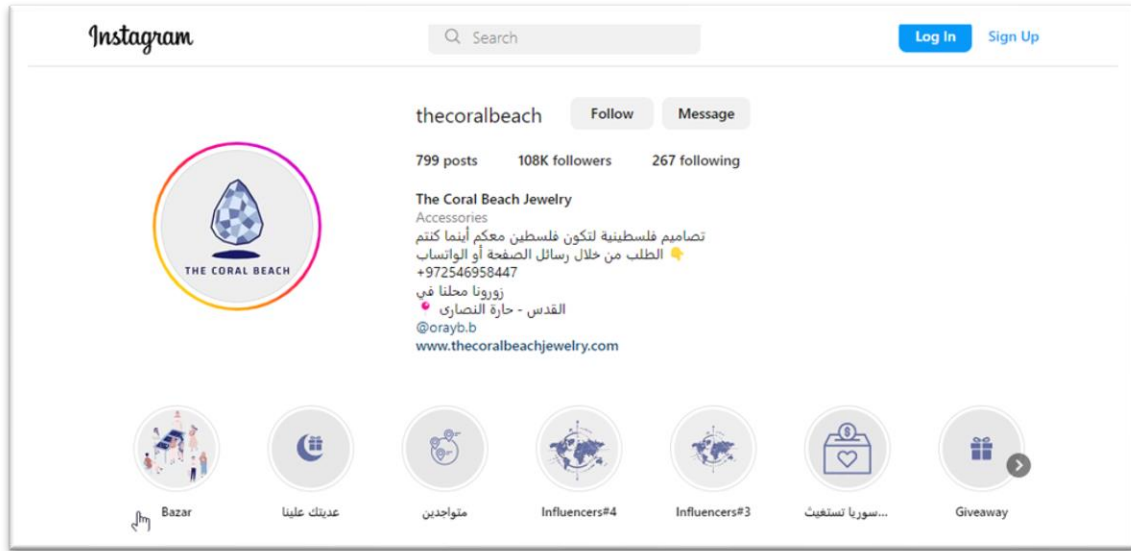 Instagram
Search
Log In
Sign Up
thecoralbeach
Follow
Message
799 posts
108K followers
267 following
The Coral Beach Jewelry
Accessories
تصاميم فلسطينية لتكون فلسطين معكم أينما كنتم
👇 الطلب من خلال رسائل الصفحة أو الواتساب
+972546958447
زورونا محلنا في
القدس - حارة النصارى 📍
@orayb.b
www.thecoralbeachjewelry.com
THE CORAL BEACH
Bazar
عديتك علينا
متواجدين
Influencers#4
Influencers#3
سوريا تستغيث...
Giveaway